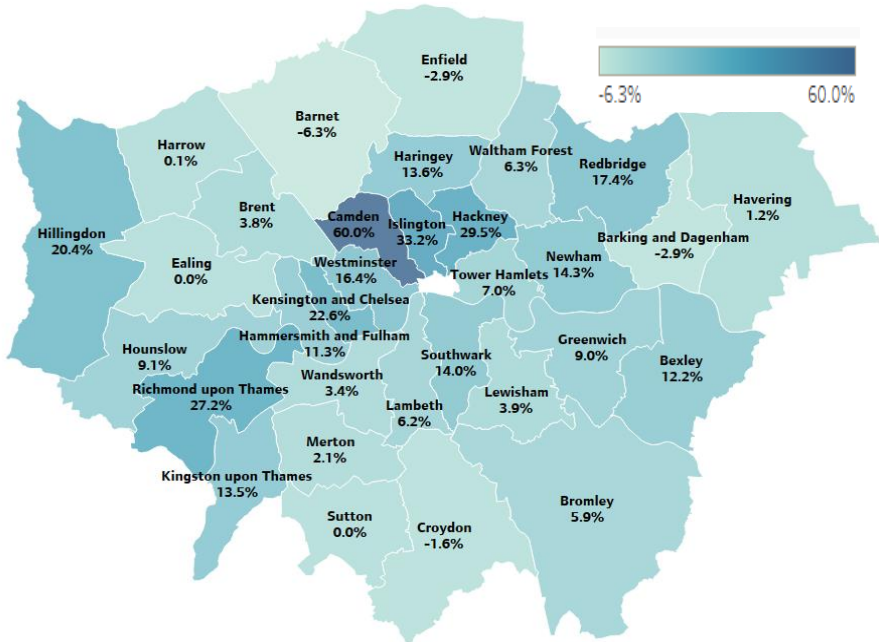 Enfield
-2.9%
-6.3%
60.0%
Barnet
-6.3%
Harrow
0.1%
Haringey
13.6%
Waltham Forest
6.3%
Redbridge
17.4%
Havering
1.2%
Brent
3.8%
Camden
60.0%
Islington
33.2%
Hackney
29.5%
Hillingdon
20.4%
Barking and Dagenham
-2.9%
Ealing
0.0%
Westminster
16.4%
Tower Hamlets
7.0%
Newham
14.3%
Kensington and Chelsea
22.6%
Hounslow
9.1%
Hammersmith and Fulham
11.3%
Southwark
14.0%
Greenwich
9.0%
Bexley
12.2%
Richmond upon Thames
27.2%
Wandsworth
3.4%
Lewisham
3.9%
Lambeth
6.2%
Merton
2.1%
Kingston upon Thames
13.5%
Bromley
5.9%
Sutton
0.0%
Croydon
-1.6%